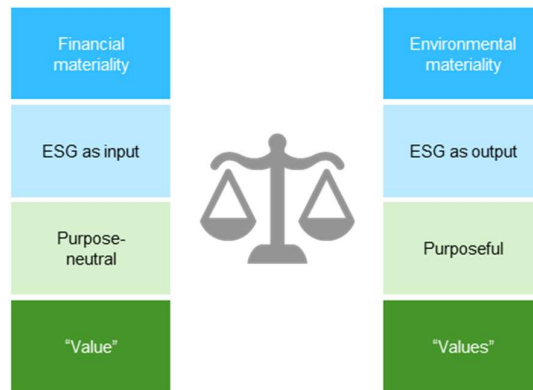 Financial
materiality
Environmental
materiality
ESG as input
ESG as output
Purpose-
neutral
Purposeful
“Value”
“Values”